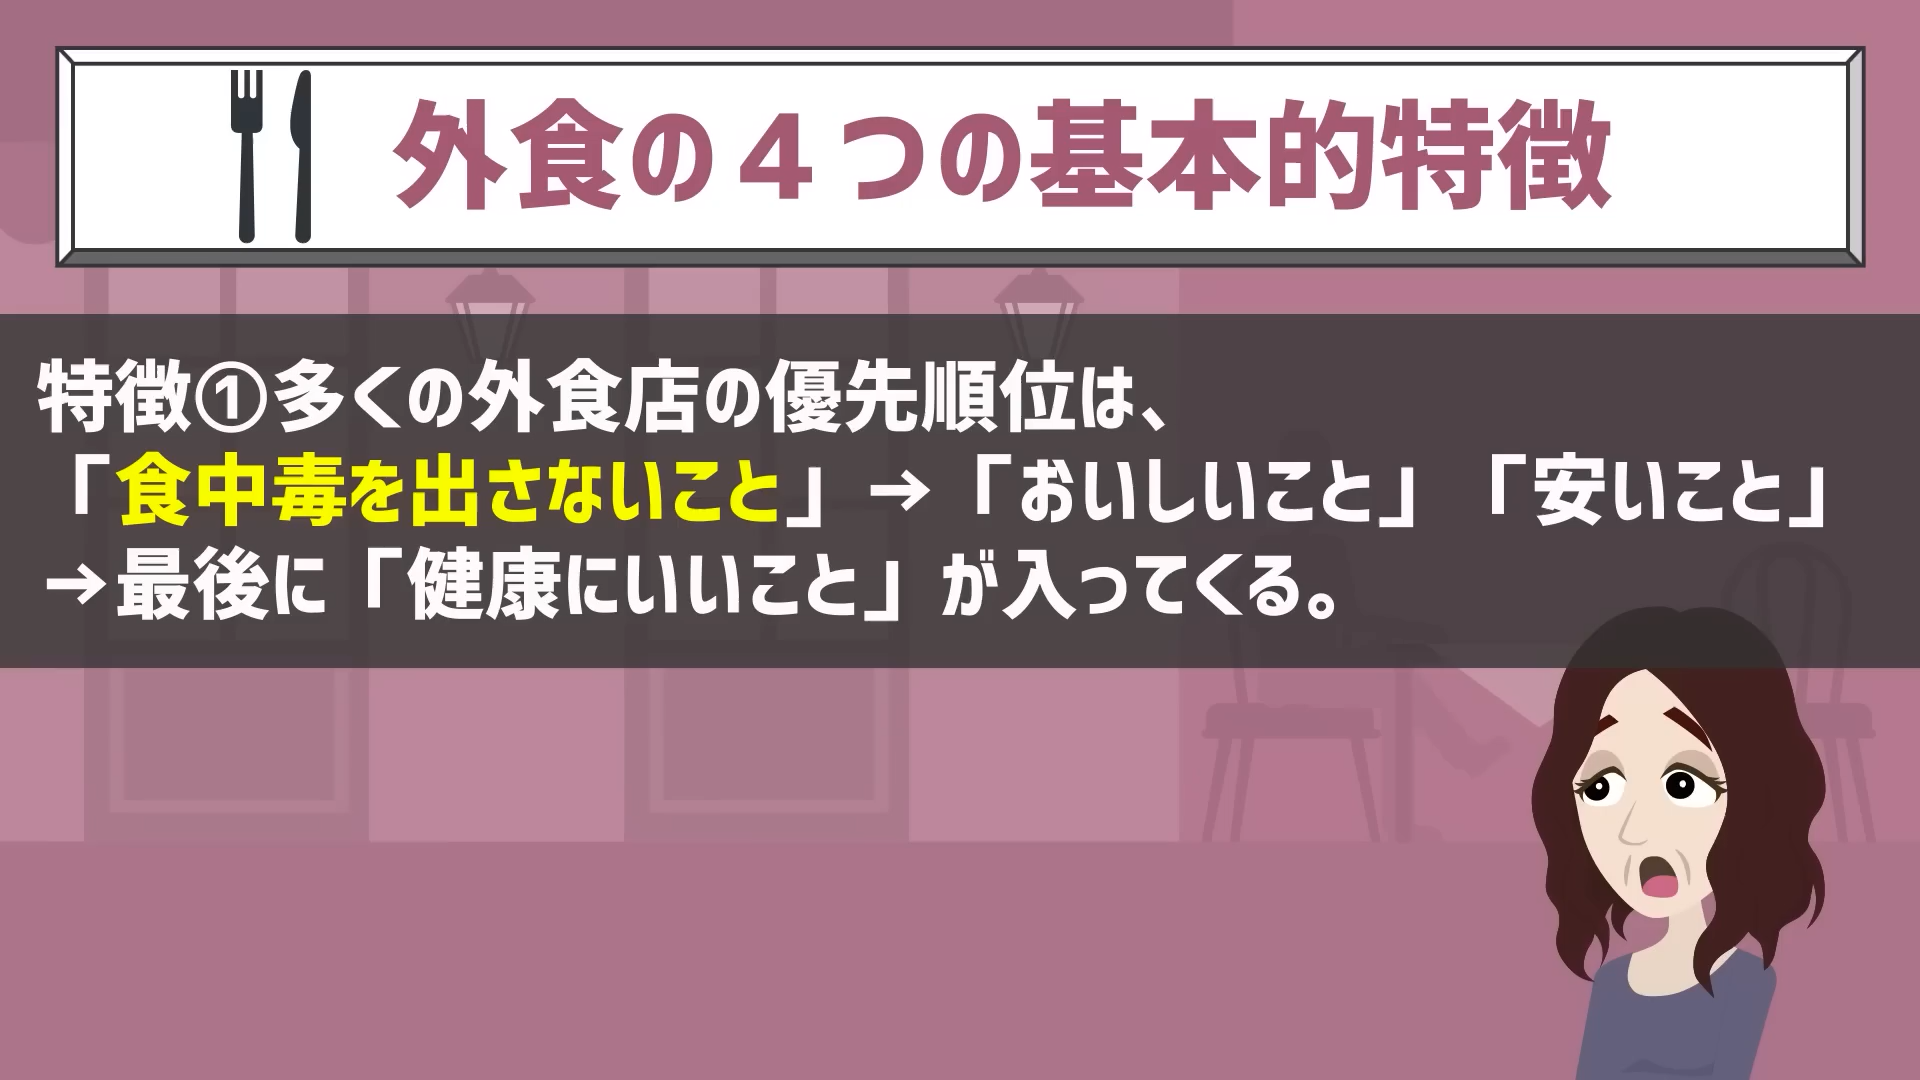 外食の４つの基本的特徴
特徴①多くの外食店の優先順位は、
「食中毒を出さないこと」→「おいしいこと」「安いこと」
→最後に「健康にいいこと」が入ってくる。